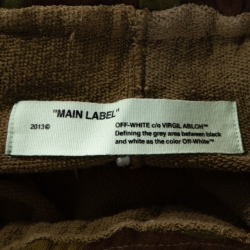 "MAIN LABEL"
2013©
OFF-WHITE c/o VIRGIL ABLOH™
Defining the grey area between black
and white as the color Off-White™